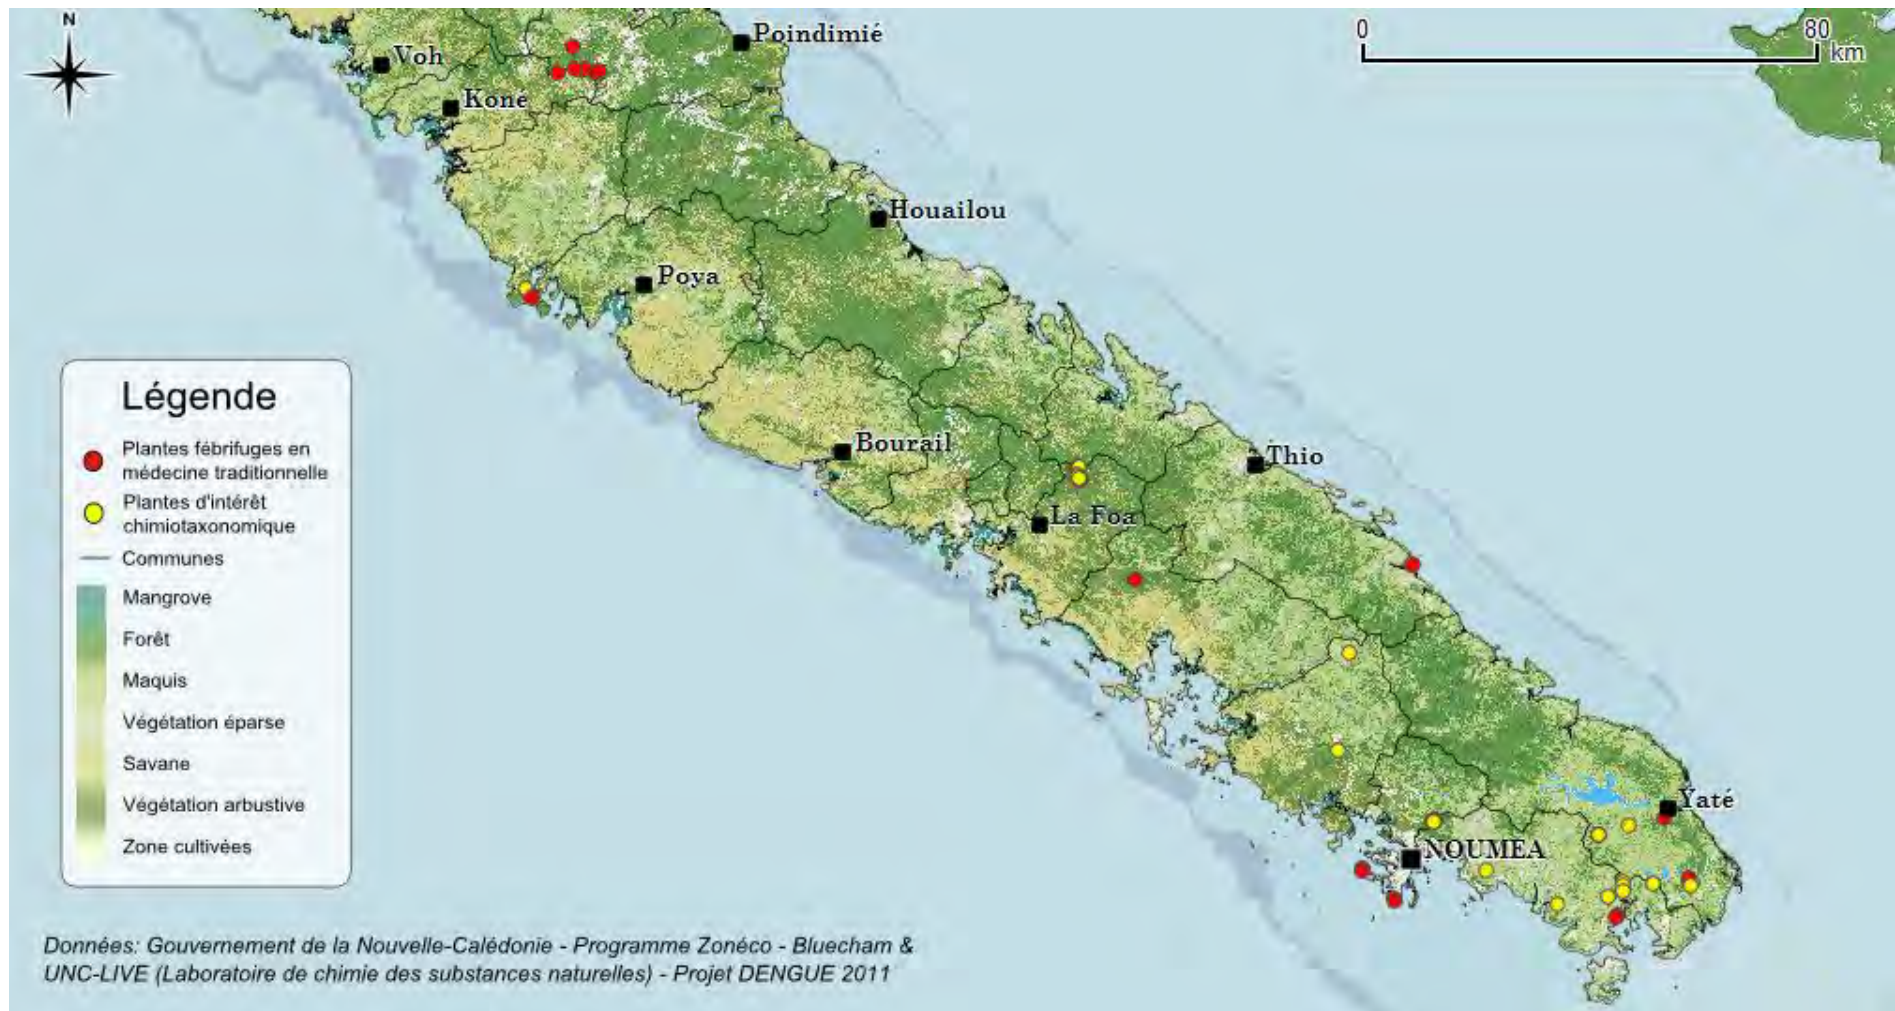 N
Poindimié
0
80
km
Voh
Koné
Houailou
Poya
Légende
Plantes fébrifuges en
médecine traditionnelle
Plantes d'intérêt
chimiotaxonomique
Communes
Mangrove
Forêt
Maquis
Végétation éparse
Savane
Végétation arbustive
Zone cultivées
Bourail
Thio
La Foa
Yaté
NOUMEA
Données: Gouvernement de la Nouvelle-Calédonie - Programme Zonéco - Bluecham &
UNC-LIVE (Laboratoire de chimie des substances naturelles) - Projet DENGUE 2011